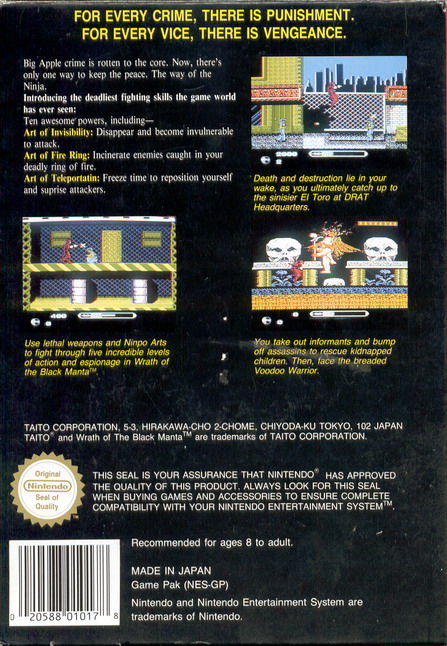 FOR EVERY CRIME, THERE IS PUNISHMENT.
FOR EVERY VICE, THERE IS VENGEANCE.
Big Apple crime is rotten to the core. Now, there's
only one way to keep the peace. The way of the
Ninja.
Introducing the deadliest fighting skills the game world
has ever seen:
Ten awesome powers, including—
Art of Invisibility: Disappear and become invulnerable
to attack.
Art of Fire Ring: Incinerate enemies caught in your
deadly ring of fire.
Art of Teleportatin: Freeze time to reposition yourself
and suprise attackers.
2000
2
Death and destruction lie in your
wake, as you ultimately catch up to
the sinisier El Toro at DRAT
Headquarters.
400
0
Use lethal weapons and Ninpo Arts
to fight through five incredible levels
of action and espionage in Wrath of
the Black Manta™.
0
0
You take out informants and bump
off assassins to rescue kidnapped
children. Then, face the breaded
Voodoo Warrior.
TAITO CORPORATION, 5-3, HIRAKAWA-CHO 2-CHOME, CHIYODA-KU TOKYO, 102 JAPAN
TAITO® and Wrath of The Black Manta™ are trademarks of TAITO CORPORATION.
Original
Nintendo
Seal of
Quality
THIS SEAL IS YOUR ASSURANCE THAT NINTENDO® HAS APPROVED
THE QUALITY OF THIS PRODUCT. ALWAYS LOOK FOR THIS SEAL
WHEN BUYING GAMES AND ACCESSORIES TO ENSURE COMPLETE
COMPATIBILITY WITH YOUR NINTENDO ENTERTAINMENT SYSTEM™.
Recommended for ages 8 to adult.
MADE IN JAPAN
Game Pak (NES-GP)
Nintendo and Nintendo Entertainment System are
trademarks of Nintendo.
0 20588 01017 8